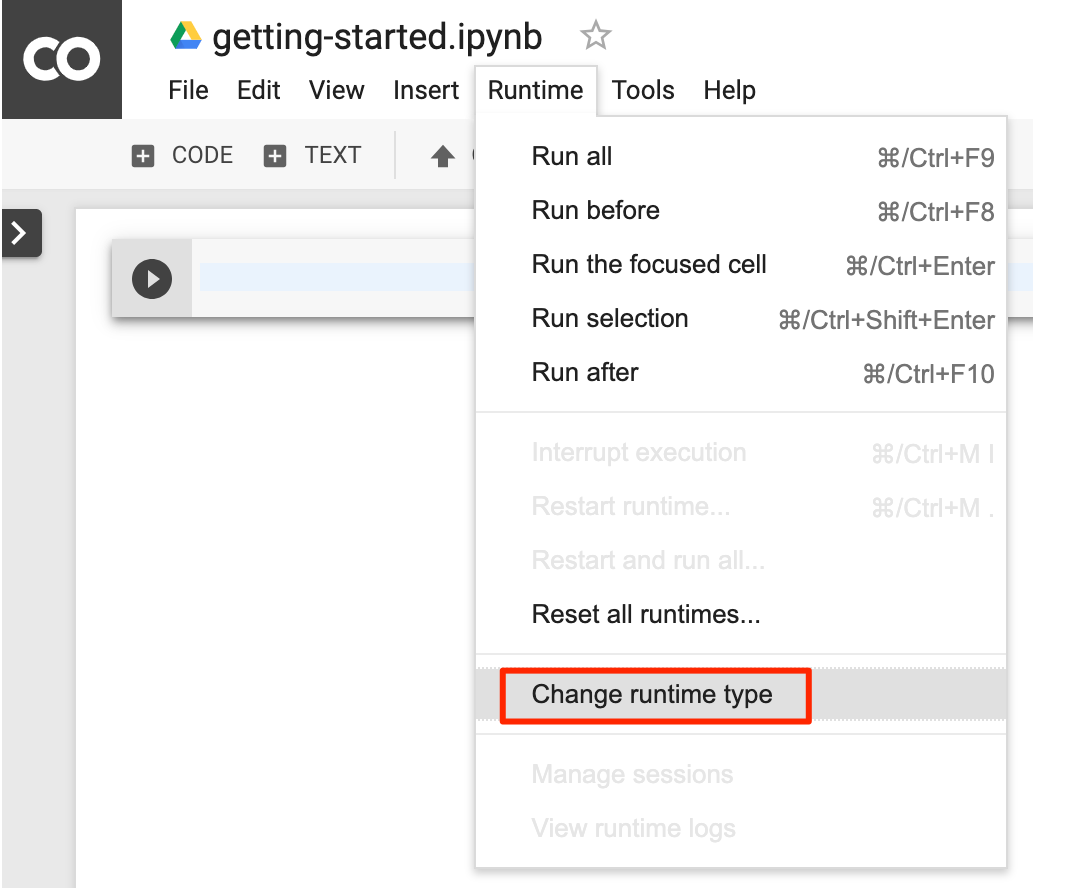 CO
getting-started.ipynb
File Edit View Insert Runtime Tools Help
CODE TEXT
Run all ⌘/Ctrl+F9
Run before ⌘/Ctrl+F8
Run the focused cell ⌘/Ctrl+Enter
Run selection ⌘/Ctrl+Shift+Enter
Run after ⌘/Ctrl+F10
Interrupt execution ⌘/Ctrl+M I
Restart runtime... ⌘/Ctrl+M .
Restart and run all...
Reset all runtimes...
Change runtime type
Manage sessions
View runtime logs